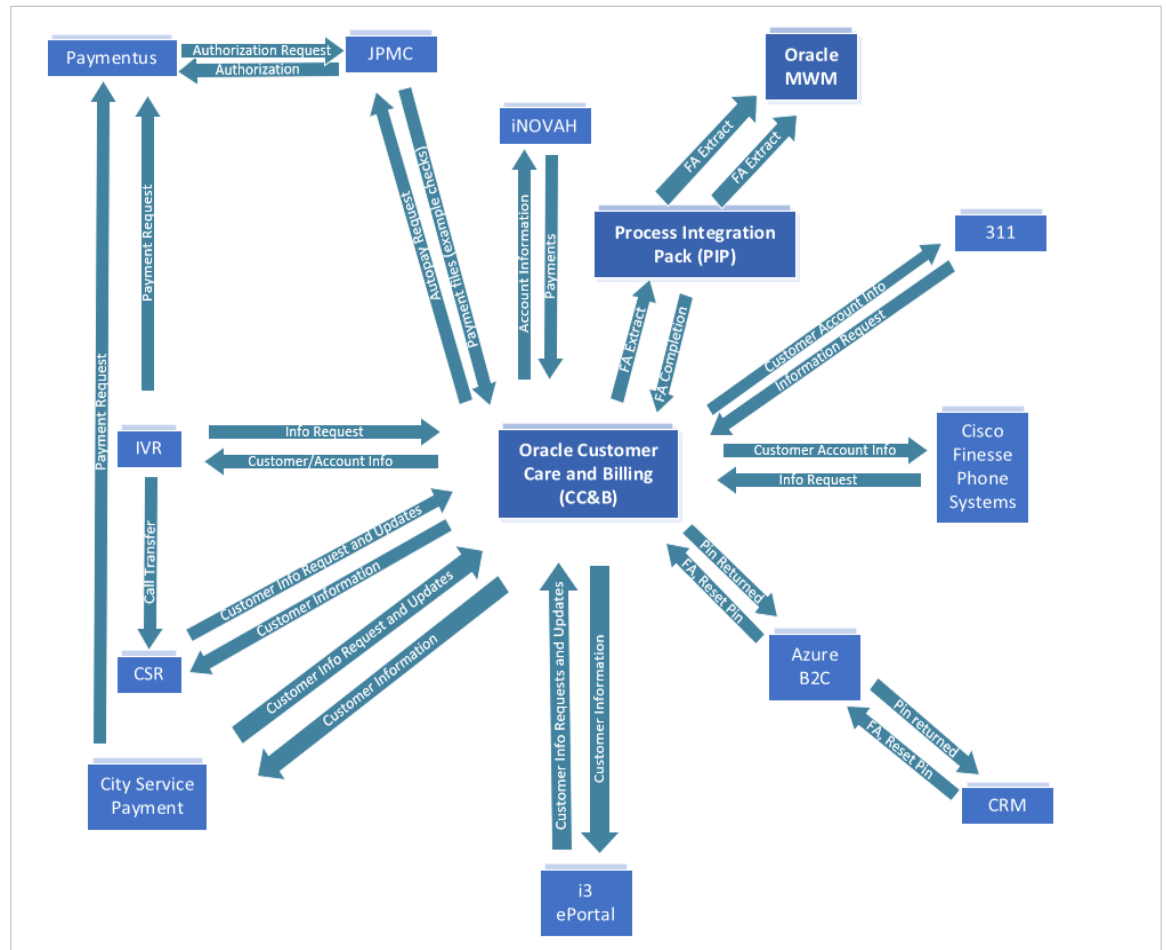 Paymentus
Authorization Request
Authorization
JPMC
Oracle
MWM
iNOVAH
FA Extract
FA Extract
Payment Request
Autopay Request
Payment files (example checks)
Account Information
Payments
Process Integration
Pack (PIP)
311
FA Extract
FA Completion
Customer Account Info
Information Request
Payment Request
IVR
Info Request
Customer/Account Info
Oracle Customer
Care and Billing
(CC&B)
Customer Account Info
Info Request
Cisco
Finesse
Phone
Systems
Call Transfer
Customer Info Request and Updates
Customer Information
Pin Returned
FA, Reset Pin
CSR
Customer Info Request and Updates
Customer Information
Customer Info Requests and Updates
Customer Information
Azure
B2C
Pin returned
FA, Reset Pin
City Service
Payment
CRM
i3
ePortal